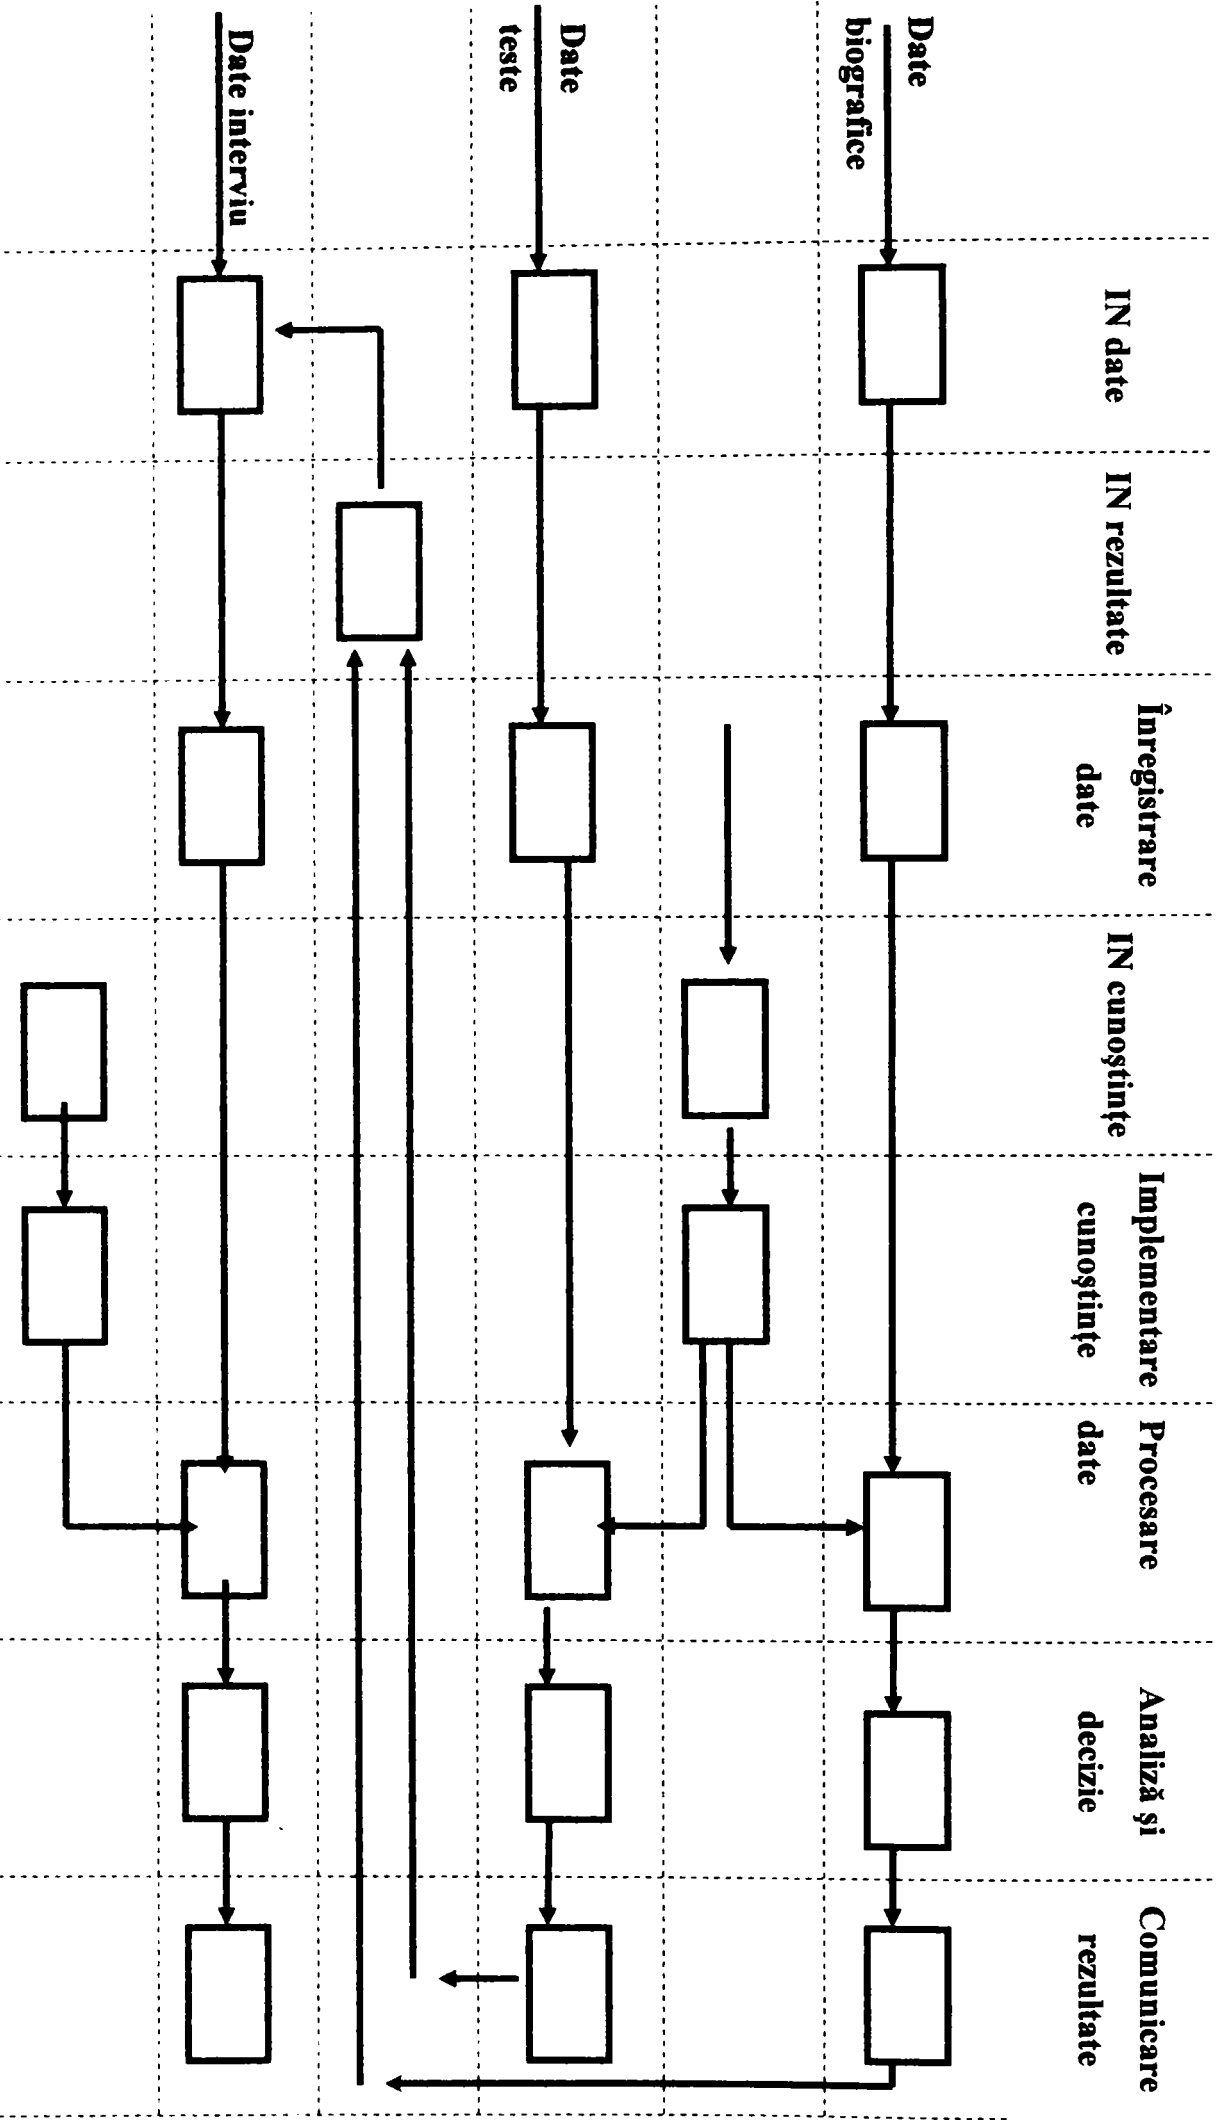 IN date
IN rezultate
Înregistrare
date
IN cunoştinţe
Implementare
cunoştinţe
Procesare
date
Analiză şi
decizie
Comunicare
rezultate
Date
biografice
Date
teste
Date interviu